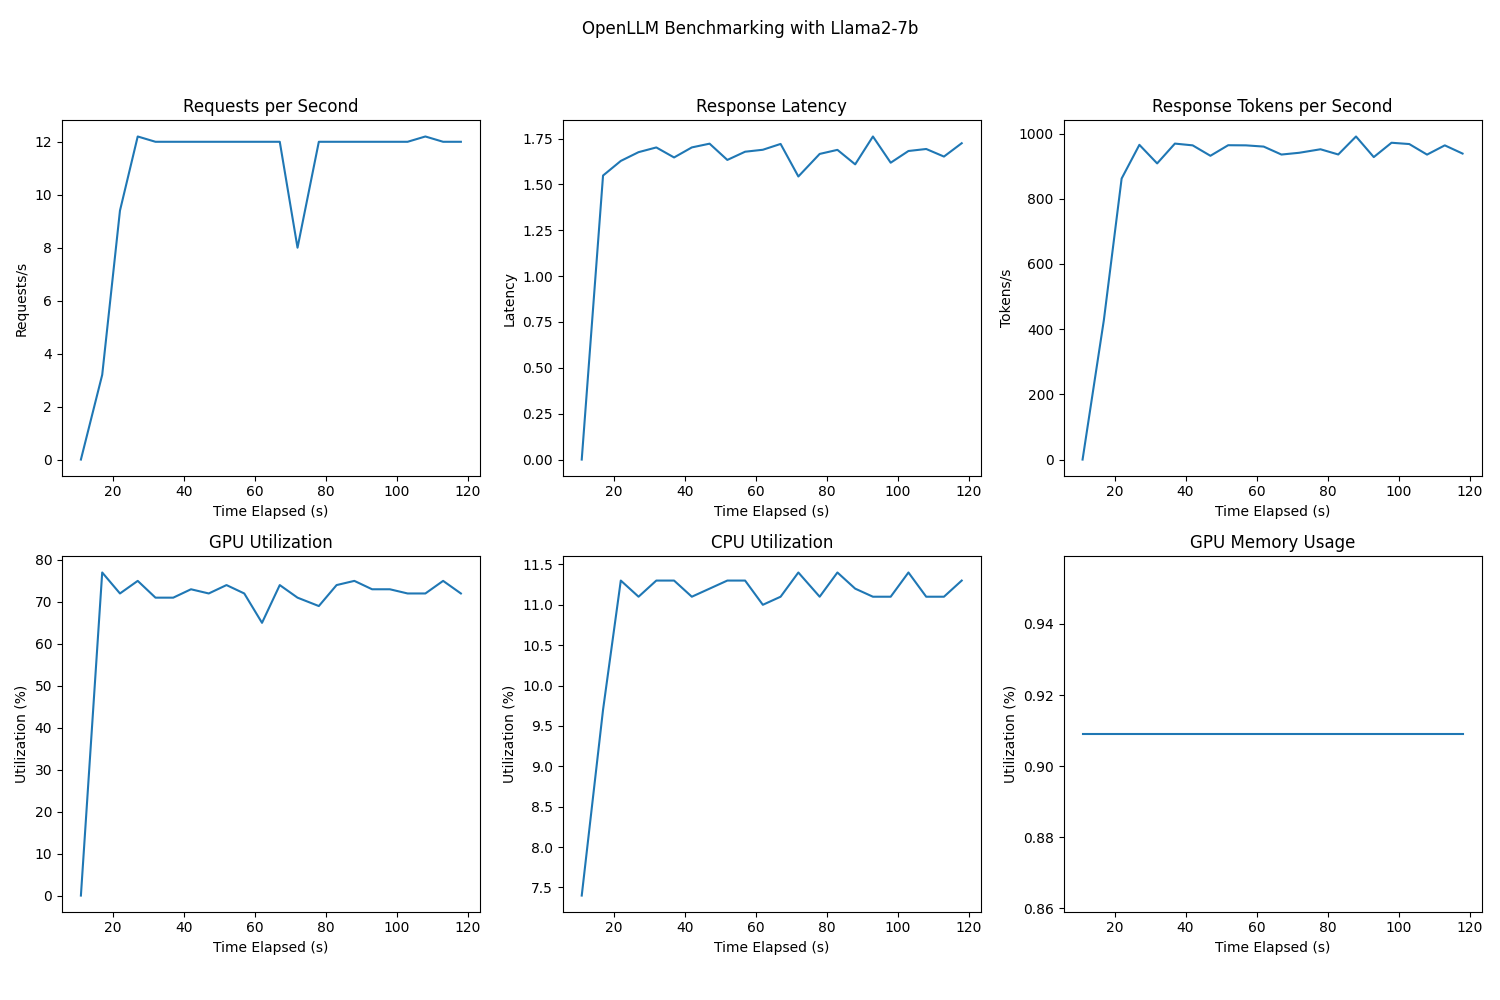 OpenLLM Benchmarking with Llama2-7b
Requests per Second
12
10
8
6
4
2
0
Requests/s
20 40 60 80 100 120
Time Elapsed (s)
Response Latency
1.75
1.50
1.25
1.00
0.75
0.50
0.25
0.00
Latency
20 40 60 80 100 120
Time Elapsed (s)
Response Tokens per Second
1000
800
600
400
200
0
Tokens/s
20 40 60 80 100 120
Time Elapsed (s)
GPU Utilization
80
70
60
50
40
30
20
10
0
Utilization (%)
20 40 60 80 100 120
Time Elapsed (s)
CPU Utilization
11.5
11.0
10.5
10.0
9.5
9.0
8.5
8.0
7.5
Utilization (%)
20 40 60 80 100 120
Time Elapsed (s)
GPU Memory Usage
0.94
0.92
0.90
0.88
0.86
Utilization (%)
20 40 60 80 100 120
Time Elapsed (s)